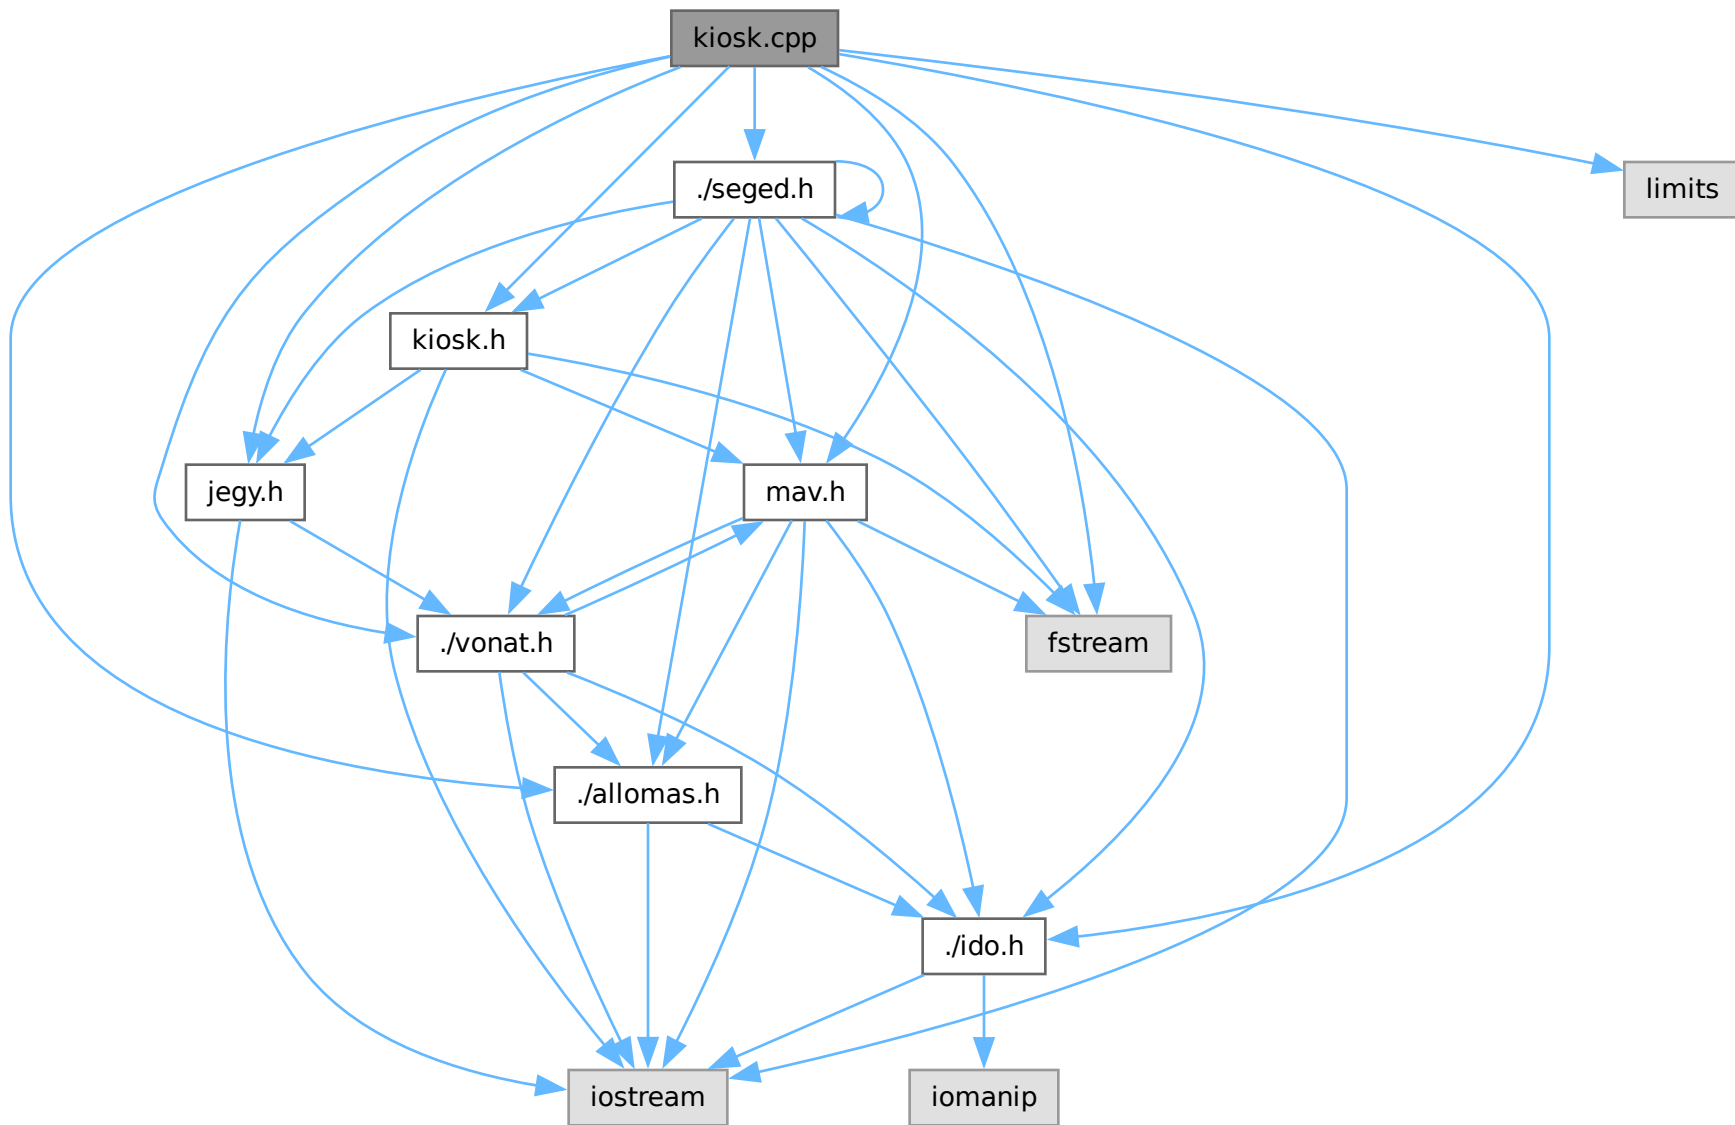 kiosk.cpp
./seged.h
limits
kiosk.h
jegy.h
mav.h
./vonat.h
fstream
./allomas.h
./ido.h
iostream
iomanip